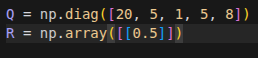 Q = np.diag([20, 5, 1, 5, 8])
R = np.array([[0.5]])